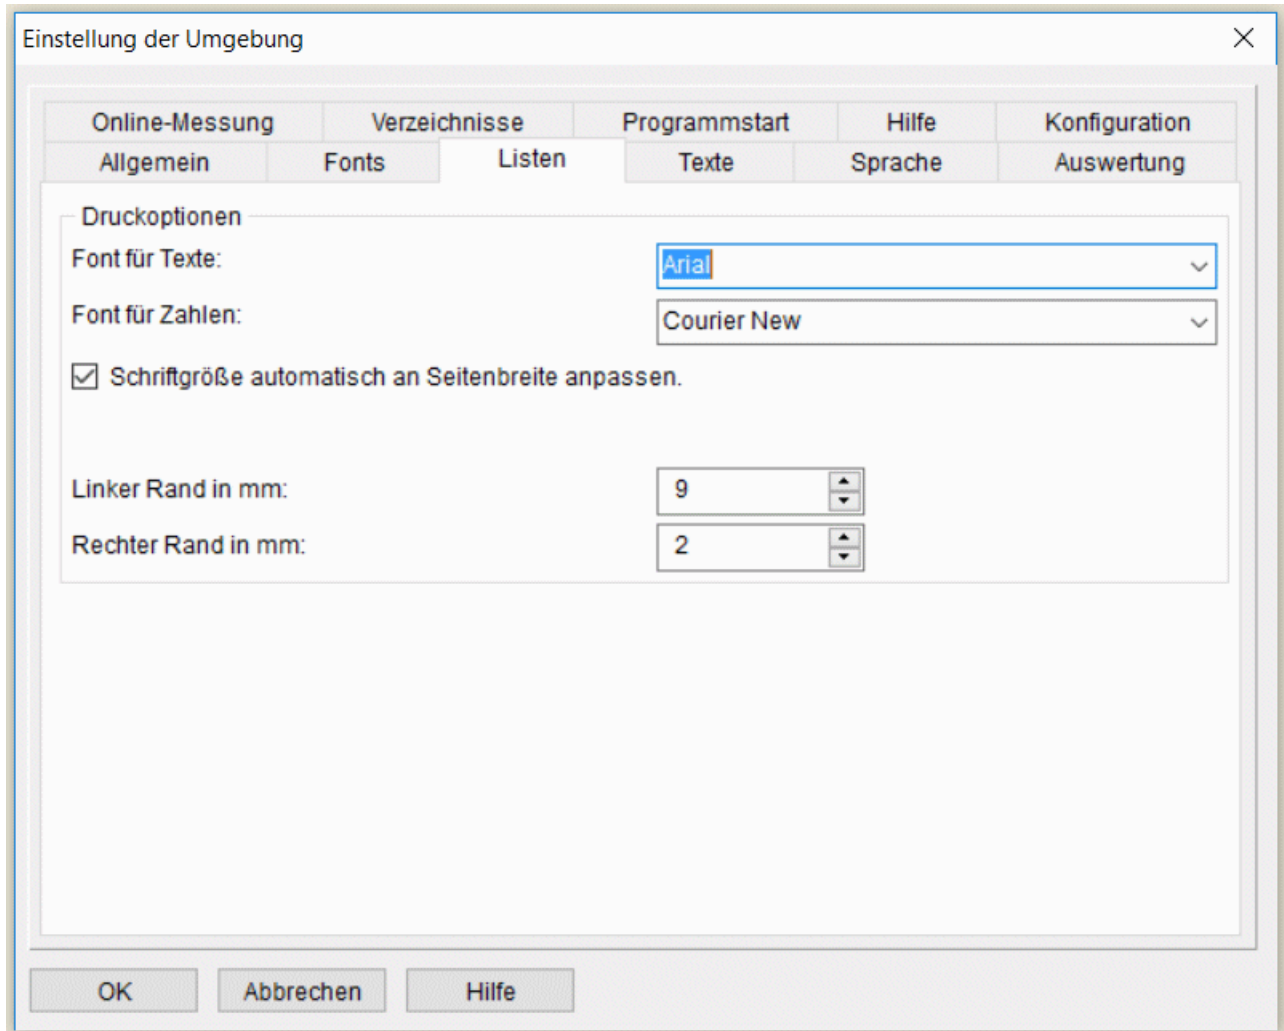 Einstellung der Umgebung
Online-Messung Verzeichnisse Programmstart Hilfe Konfiguration
Allgemein Fonts Listen Texte Sprache Auswertung
Druckoptionen
Font für Texte: Arial
Font für Zahlen: Courier New
Schriftgröße automatisch an Seitenbreite anpassen.
Linker Rand in mm: 9
Rechter Rand in mm: 2
OK Abbrechen Hilfe